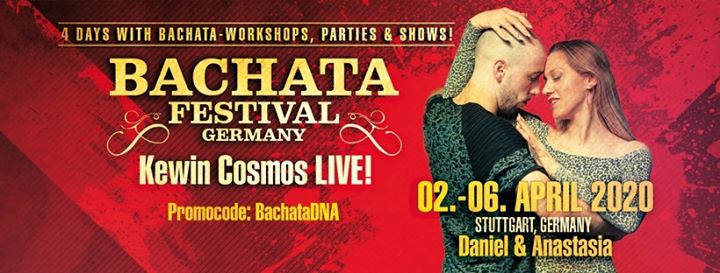 4 DAYS WITH BACHATA-WORKSHOPS, PARTIES & SHOWS!
BACHATA
FESTIVAL
GERMANY
Kewin Cosmos LIVE!
Promocode: BachataDNA
02.-06. APRIL 2020
STUTTGART, GERMANY
Daniel & Anastasia